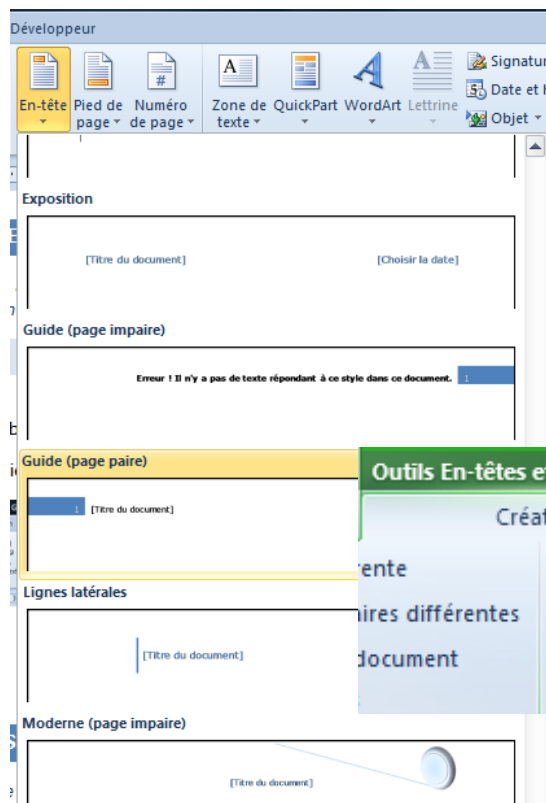 Développeur
En-tête Pied de page Numéro de page Zone de texte QuickPart WordArt Lettrine
Signatur
Date et h
Objet
Exposition
[Titre du document] [Choisir la date]
Guide (page impaire)
Erreur ! Il n'y a pas de texte répondant à ce style dans ce document. 1
Guide (page paire)
1 [Titre du document]
Outils En-têtes e
Créat
ente
aires différentes
document
Lignes latérales
[Titre du document]
Moderne (page impaire)
[Titre du document]